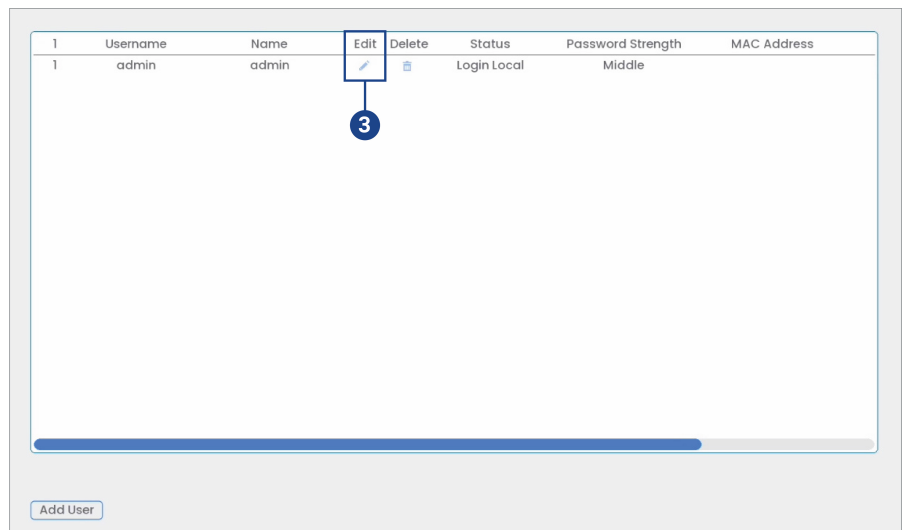 1 Username Name Edit Delete Status Password Strength MAC Address
1 admin admin Login Local Middle
3
Add User